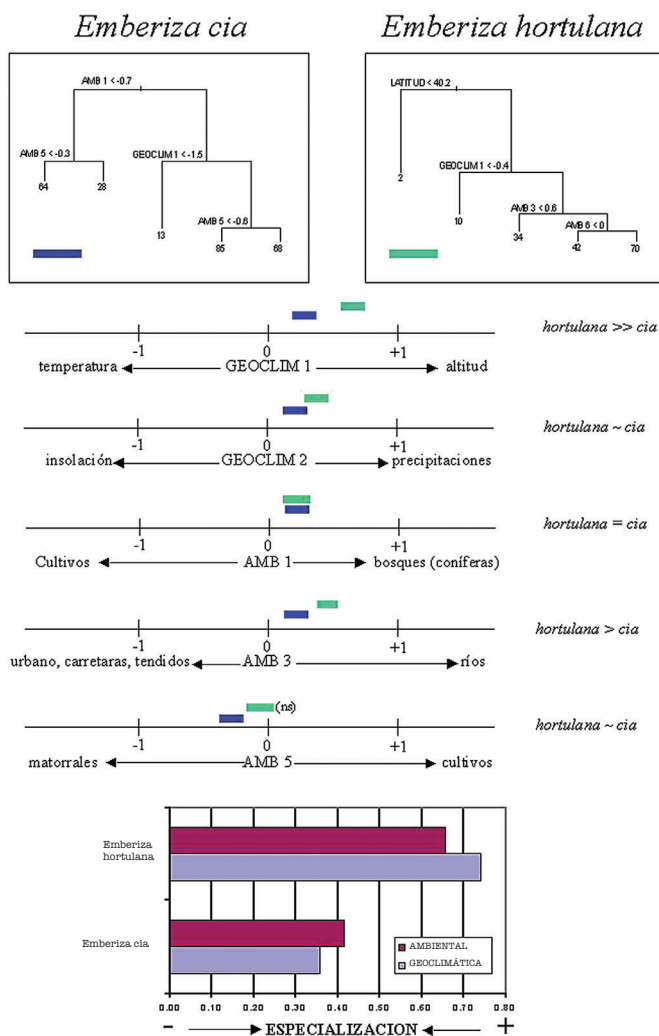 Emberiza cia
Emberiza hortulana
AMB 1 < -0.7
AMB 5 < -0.3
GEOCLIM 1 < -1.5
64
28
AMB 5 < -0.6
13
85
68
LATITUD < 40.2
GEOCLIM 1 < -0.4
2
AMB 3 < 0.6
10
AMB 6 < 0
34
42
70
hortulana >> cia
-1
0
+1
temperatura
GEOCLIM 1
altitud
hortulana ~ cia
-1
0
+1
insolación
GEOCLIM 2
precipitaciones
hortulana = cia
-1
0
+1
Cultivos
AMB 1
bosques (coníferas)
hortulana > cia
-1
0
+1
urbano, carretaras, tendidos
AMB 3
ríos
(ns)
hortulana ~ cia
-1
0
+1
matorrales
AMB 5
cultivos
Emberiza
hortulana
Emberiza cia
AMBIENTAL
GEOCLIMÁTICA
0.00 0.10 0.20 0.30 0.40 0.50 0.60 0.70 0.80
- ESPECIALIZACION +